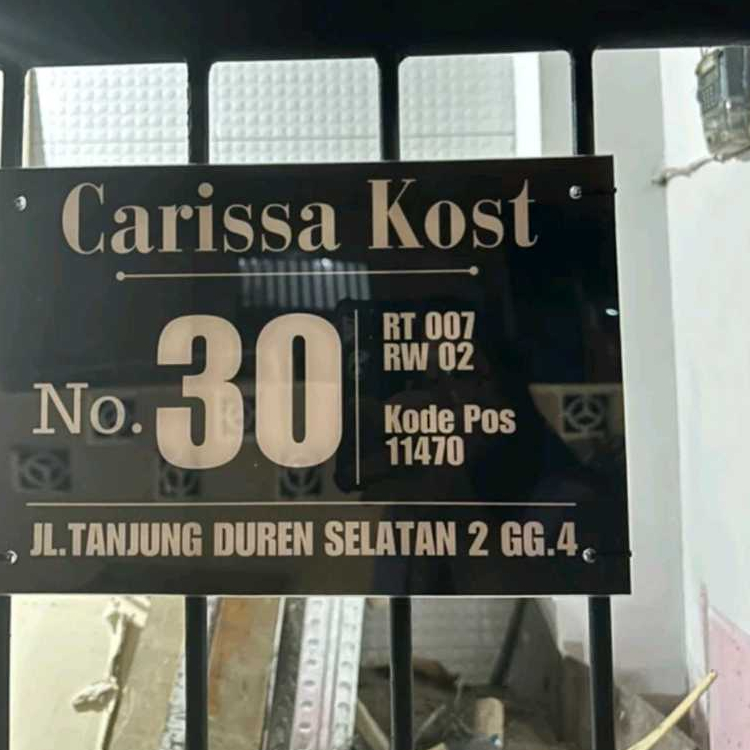 Carissa Kost
No. 30
RT 007
RW 02
Kode Pos
11470
JL.TANJUNG DUREN SELATAN 2 GG.4